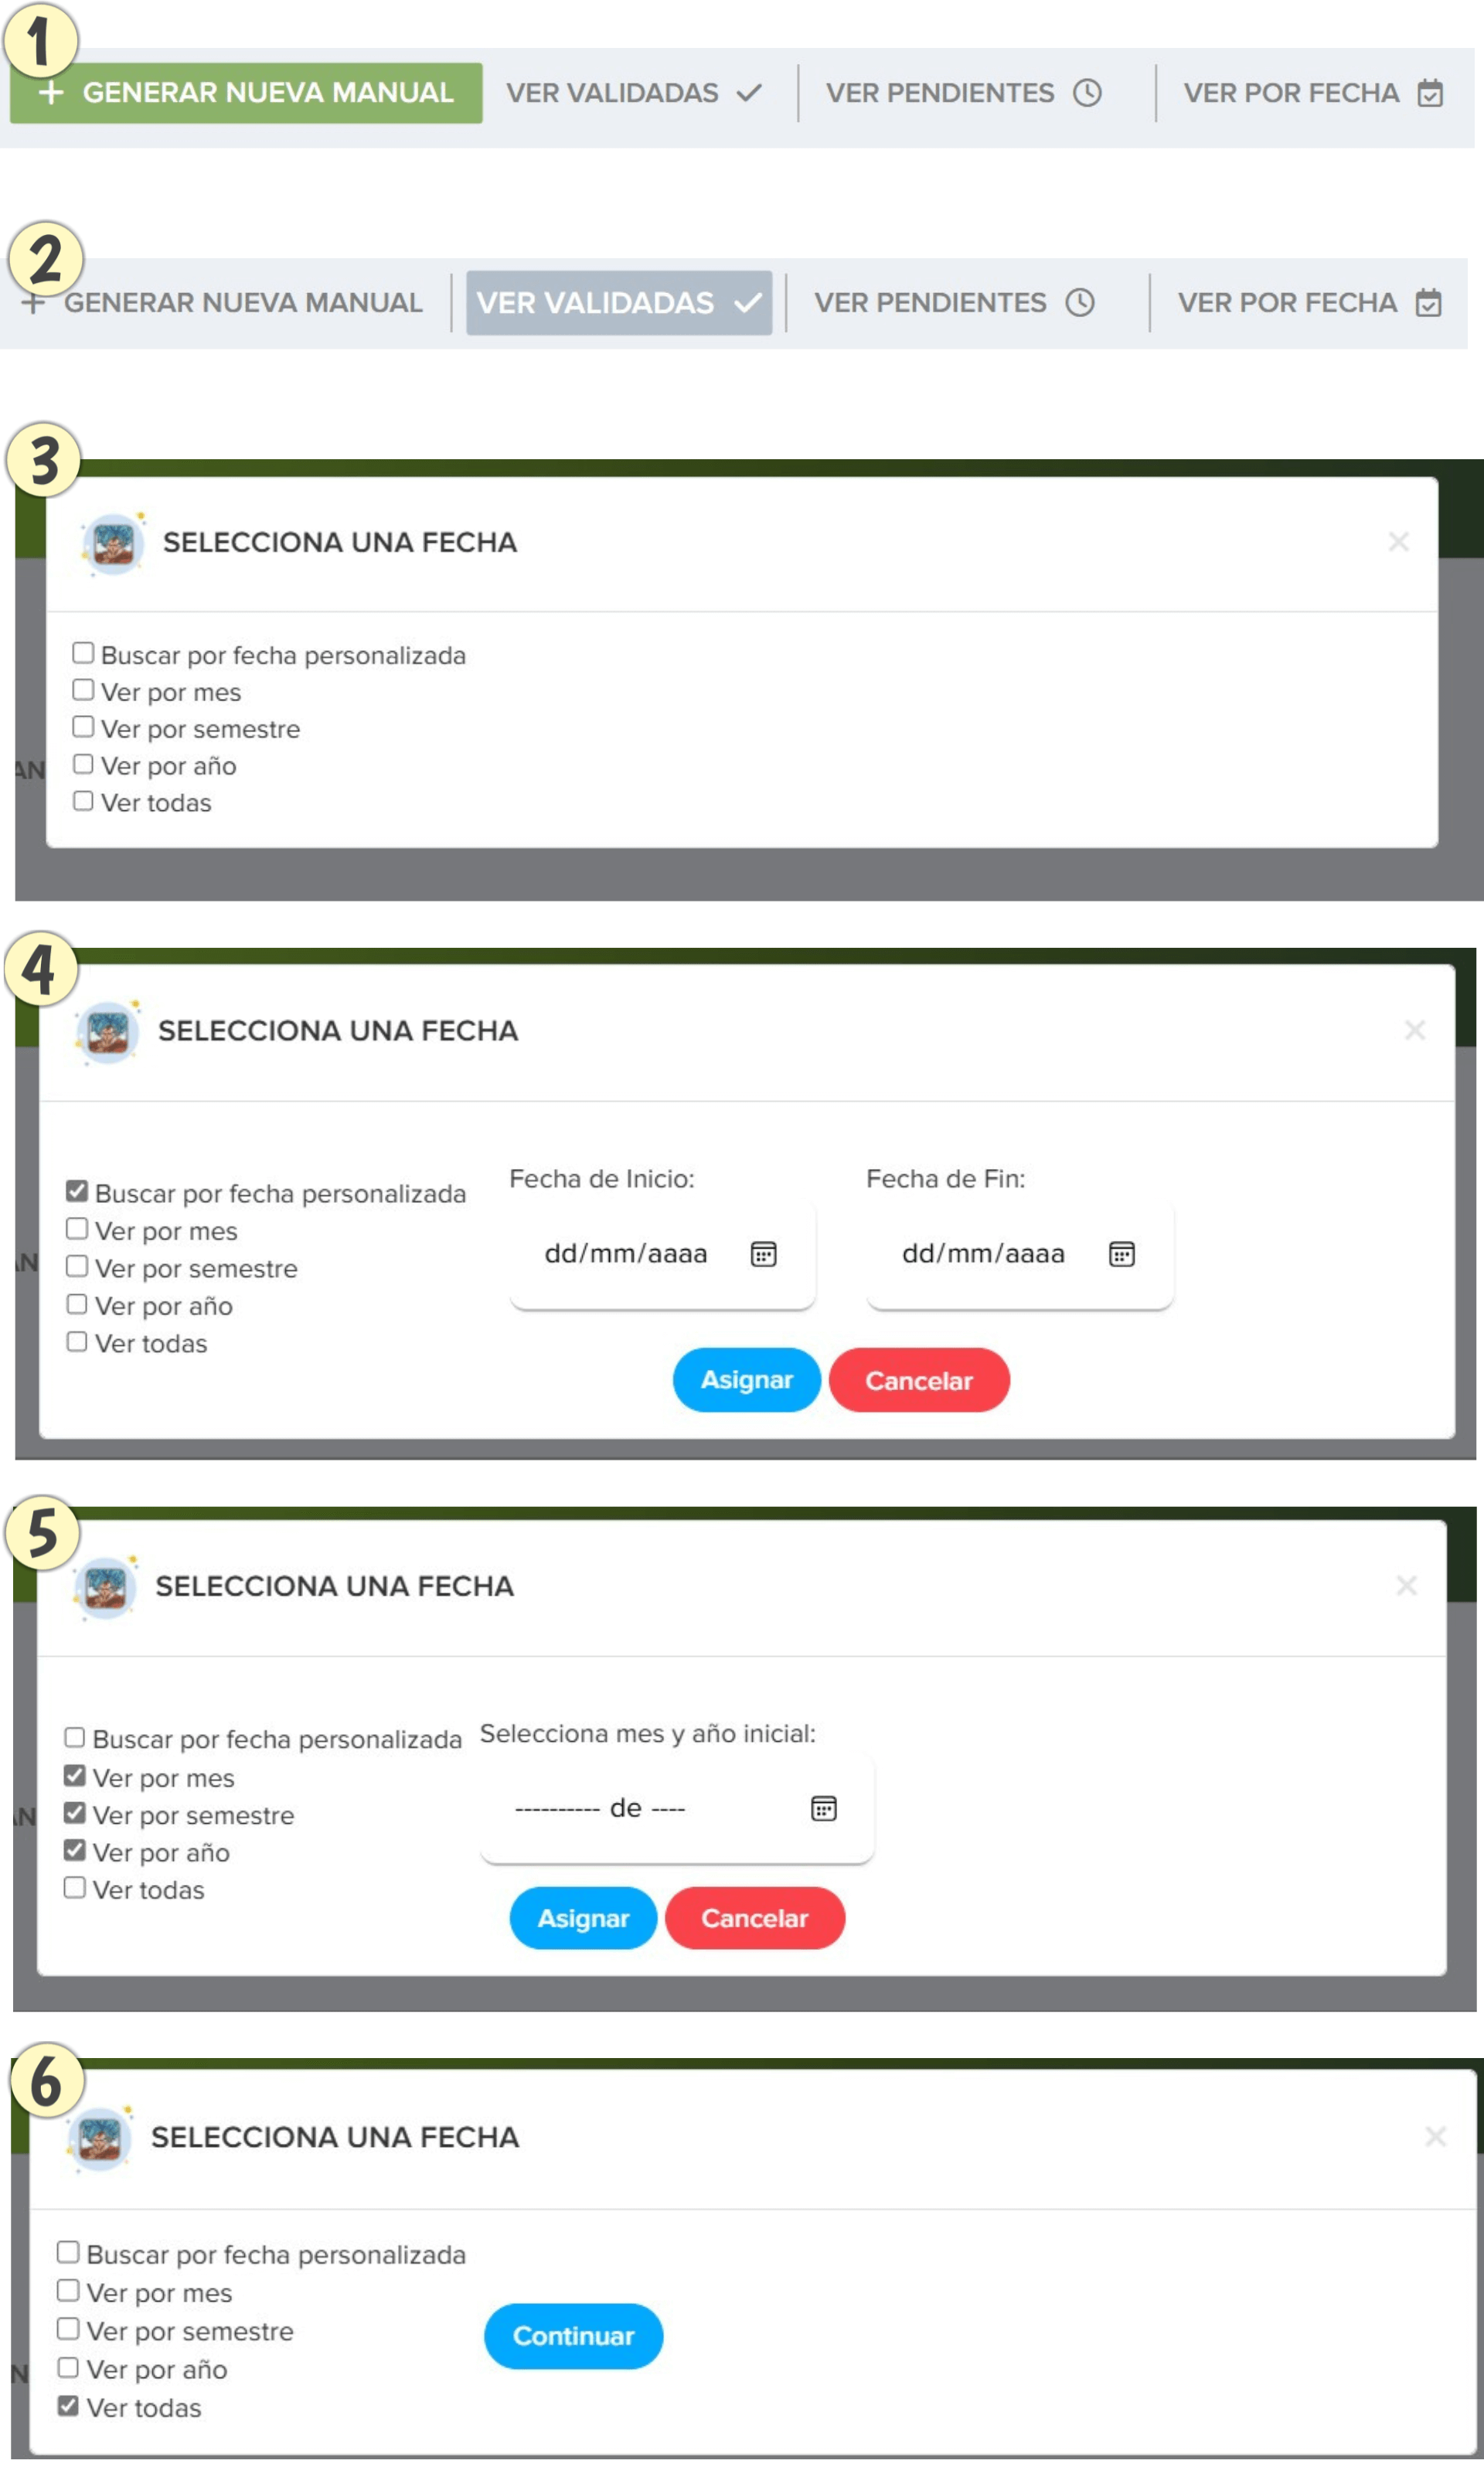 1
+ GENERAR NUEVA MANUAL VER VALIDADAS VER PENDIENTES VER POR FECHA
2
+ GENERAR NUEVA MANUAL VER VALIDADAS VER PENDIENTES VER POR FECHA
3
SELECCIONA UNA FECHA
Buscar por fecha personalizada
Ver por mes
Ver por semestre
Ver por año
AN
Ver todas
4
SELECCIONA UNA FECHA
Buscar por fecha personalizada
Ver por mes
Ver por semestre
Ver por año
Ver todas
Fecha de Inicio:
dd/mm/aaaa
Fecha de Fin:
dd/mm/aaaa
Asignar Cancelar
5
SELECCIONA UNA FECHA
Buscar por fecha personalizada
Ver por mes
Ver por semestre
Ver por año
Ver todas
Selecciona mes y año inicial:
---------- de ----
Asignar Cancelar
6
SELECCIONA UNA FECHA
Buscar por fecha personalizada
Ver por mes
Ver por semestre
Ver por año
N
Ver todas
Continuar